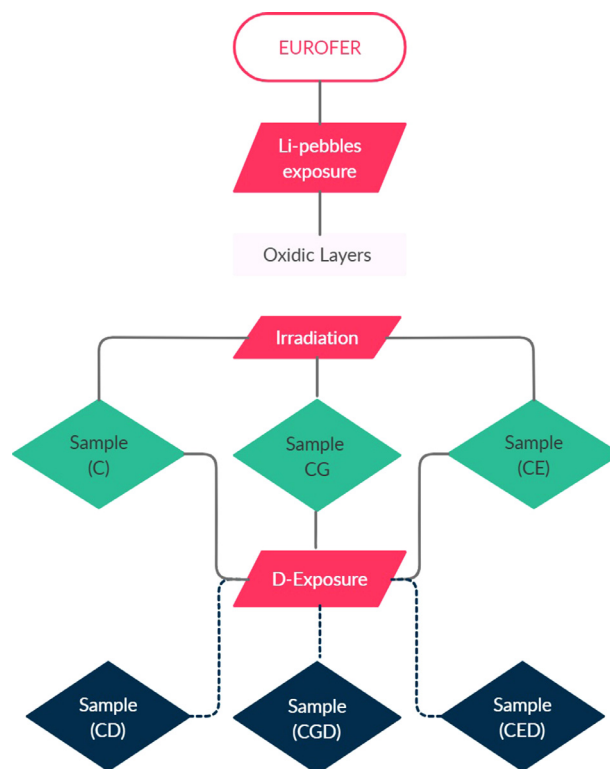 EUROFER
Li-pebbles
exposure
Oxidic Layers
Irradiation
Sample
(C)
Sample
CG
Sample
(CE)
D-Exposure
Sample
(CD)
Sample
(CGD)
Sample
(CED)